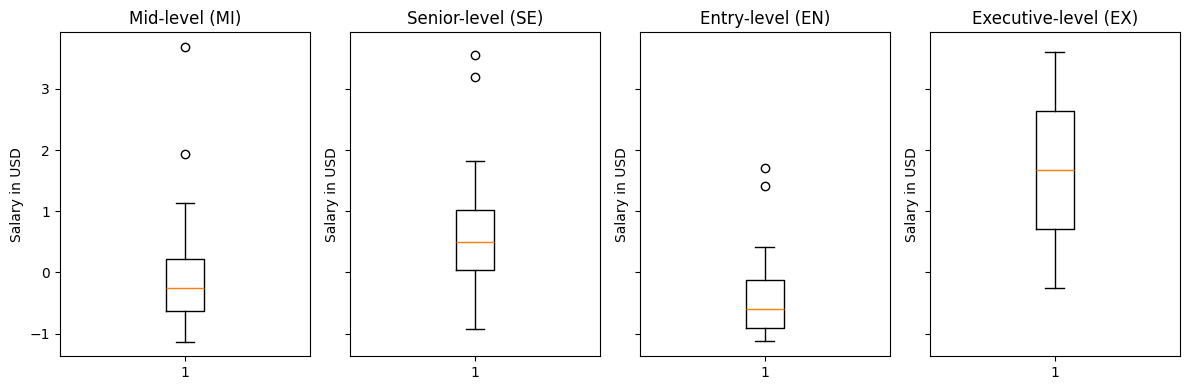 Mid-level (MI)
Senior-level (SE)
Entry-level (EN)
Executive-level (EX)
Salary in USD
3
2
1
0
−1
1
Salary in USD
1
Salary in USD
1
Salary in USD
1